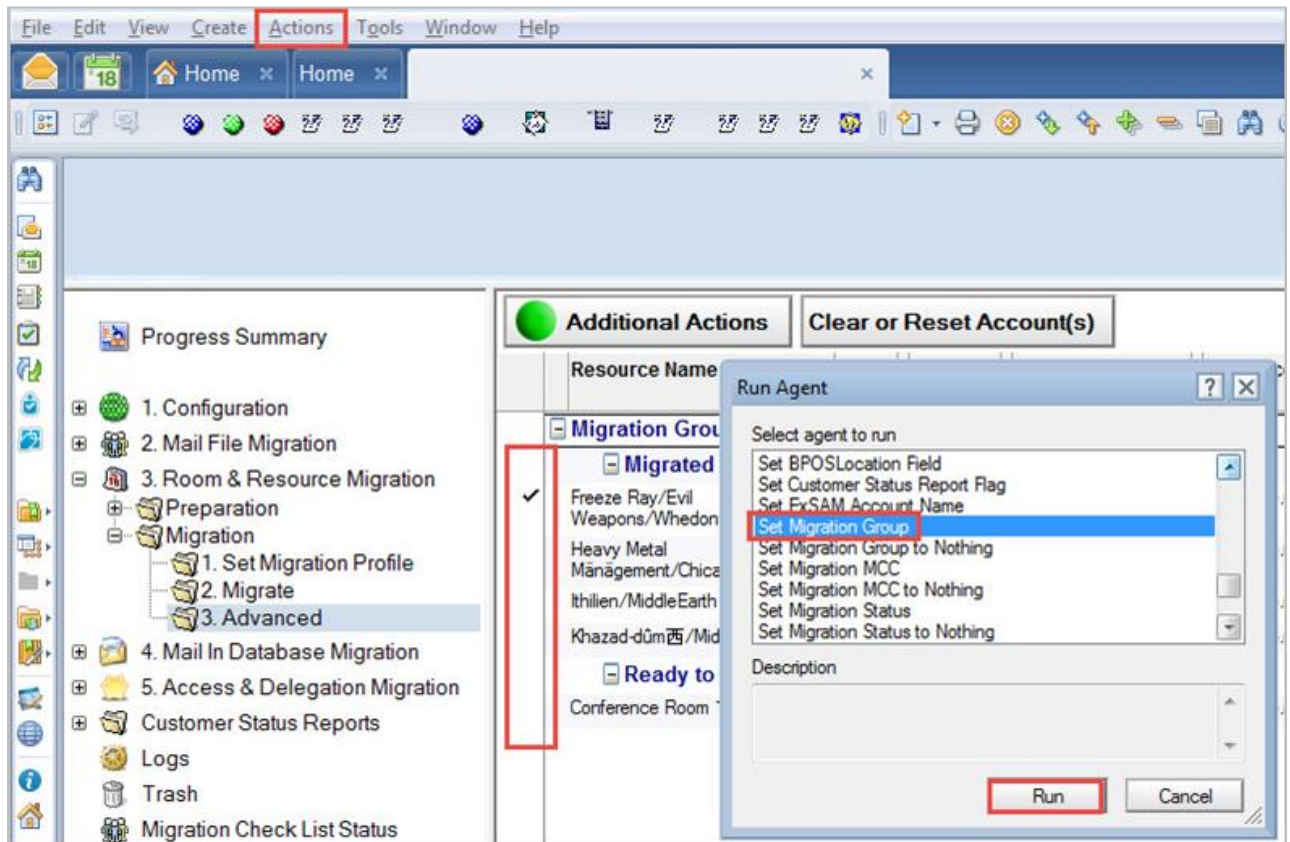 File Edit View Create Actions Tools Window Help
18 Home Home
18
Progress Summary
1. Configuration
2. Mail File Migration
3. Room & Resource Migration
Preparation
Migration
1. Set Migration Profile
2. Migrate
3. Advanced
4. Mail In Database Migration
5. Access & Delegation Migration
Customer Status Reports
Logs
Trash
Migration Check List Status
Additional Actions Clear or Reset Account(s)
Resource Name
Migration Grou
Migrated
Freeze Ray/Evil
Weapons/Whedon
Heavy Metal
Mänägement/Chica
Ithilien/MiddleEarth
Khazad-dûm西/Mid
Ready to
Conference Room
Run Agent
Select agent to run
Set BPOSLocation Field
Set Customer Status Report Flag
Set ExSAM Account Name
Set Migration Group
Set Migration Group to Nothing
Set Migration MCC
Set Migration MCC to Nothing
Set Migration Status
Set Migration Status to Nothing
Description
Run Cancel